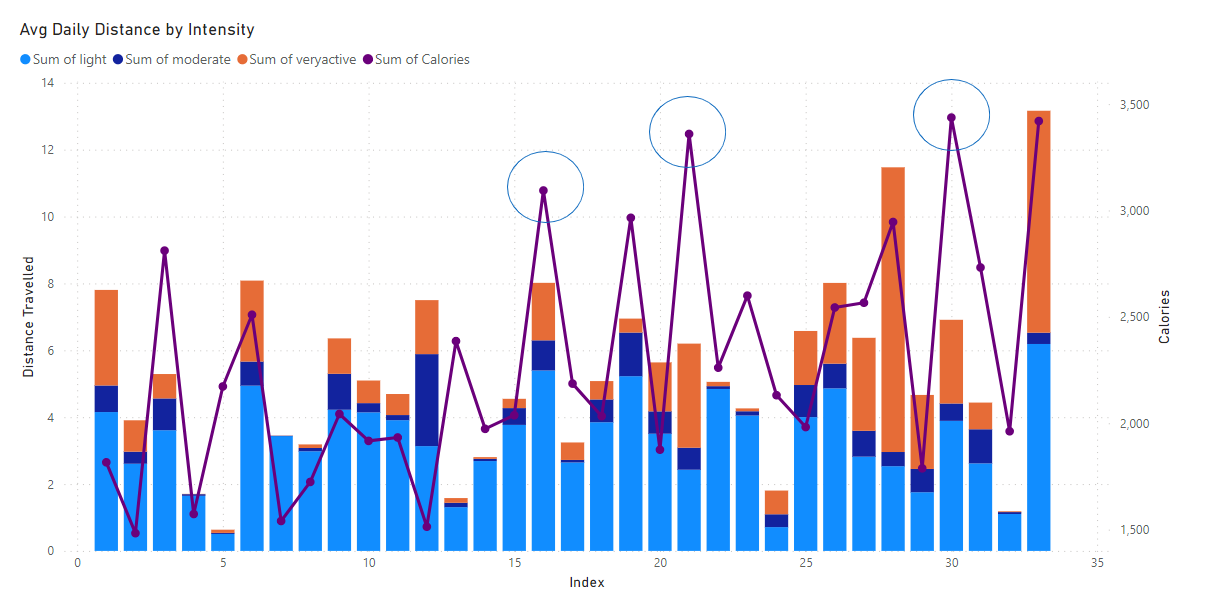 Avg Daily Distance by Intensity
Sum of light Sum of moderate Sum of veryactive Sum of Calories
14
12
10
8
6
4
2
0
Distance Travelled
3,500
3,000
2,500
2,000
1,500
Calories
0 5 10 15 20 25 30 35
Index